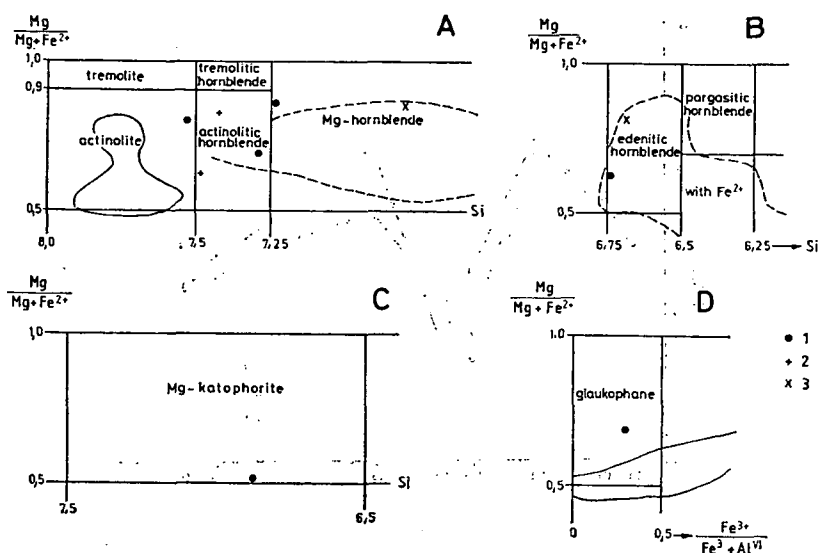 A
Mg
Mg+Fe²⁺
1,0
0,9
0,5
tremolite
tremolitic
hornblende
actinolite
actinolitic
hornblende
Mg-hornblende
Si
8,0
7,5
7,25
B
Mg
Mg+Fe²⁺
1,0
0,5
pargasitic
hornblende
edenitic
hornblende
with Fe²⁺
6,75
6,5
6,25
Si
C
Mg
Mg+Fe²⁺
1,0
0,5
Mg-katophorite
Si
7,5
6,5
D
Mg
Mg+Fe²⁺
1,0
0,5
glaukophane
0
0,5
Fe³⁺
Fe³+Al^VI
1
2
3